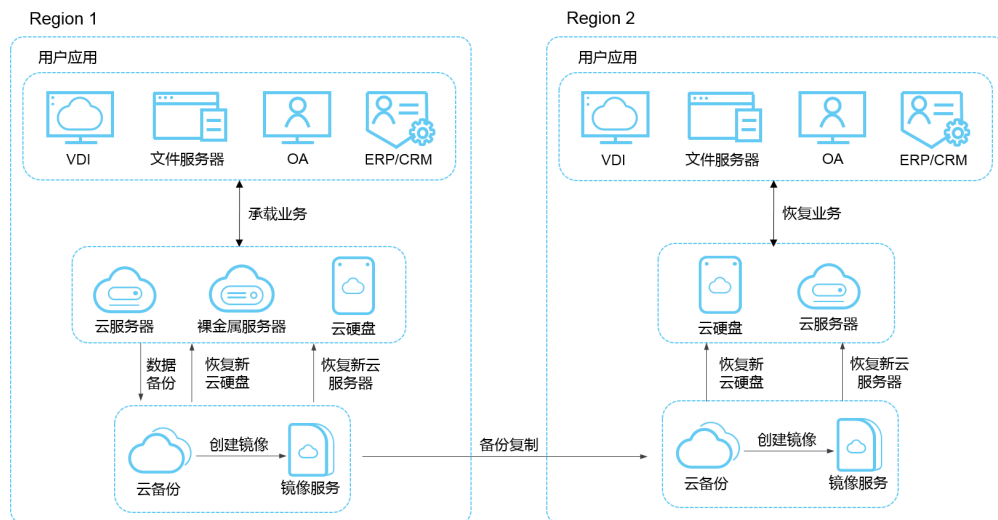 Region 1
用户应用
VDI
文件服务器
OA
ERP/CRM
承载业务
云服务器
裸金属服务器
云硬盘
数据
备份
恢复新
云硬盘
恢复新云
服务器
云备份
创建镜像
镜像服务
备份复制
Region 2
用户应用
VDI
文件服务器
OA
ERP/CRM
恢复业务
云硬盘
云服务器
恢复新
云硬盘
恢复新云
服务器
云备份
创建镜像
镜像服务